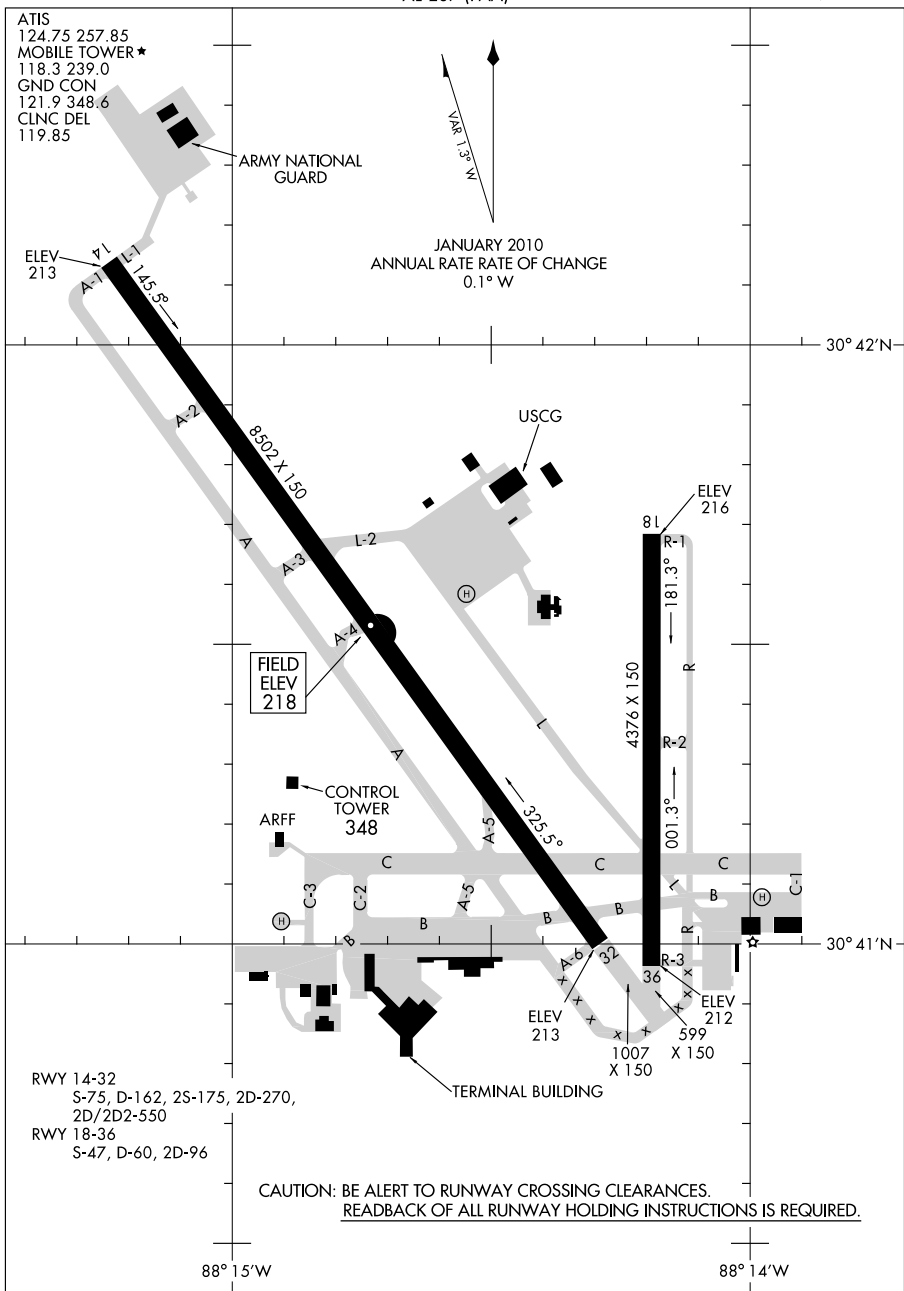 ATIS
124.75 257.85
MOBILE TOWER ★
118.3 239.0
GND CON
121.9 348.6
CLNC DEL
119.85
ARMY NATIONAL
GUARD
VAR 1.3° W
JANUARY 2010
ANNUAL RATE RATE OF CHANGE
0.1° W
ELEV
213
14
L-1
A-1
145.5°
30° 42'N
A-2
8502 X 150
USCG
ELEV
216
18
R-1
L-2
A
A-3
181.3°
H
A-4
FIELD
ELEV
218
4376 X 150
R
L
R-2
A
CONTROL
TOWER
348
ARFF
325.5°
001.3°
A-5
C
C
C
C-3
C-2
A-5
L
C-1
B
H
H
B
B
B
B
R
30° 41'N
A-6
32
R-3
36
X X X X X X X X
ELEV
213
ELEV
212
1007
X 150
599
X 150
TERMINAL BUILDING
RWY 14-32
S-75, D-162, 2S-175, 2D-270,
2D/2D2-550
RWY 18-36
S-47, D-60, 2D-96
CAUTION: BE ALERT TO RUNWAY CROSSING CLEARANCES.
READBACK OF ALL RUNWAY HOLDING INSTRUCTIONS IS REQUIRED.
88° 15'W
88° 14'W